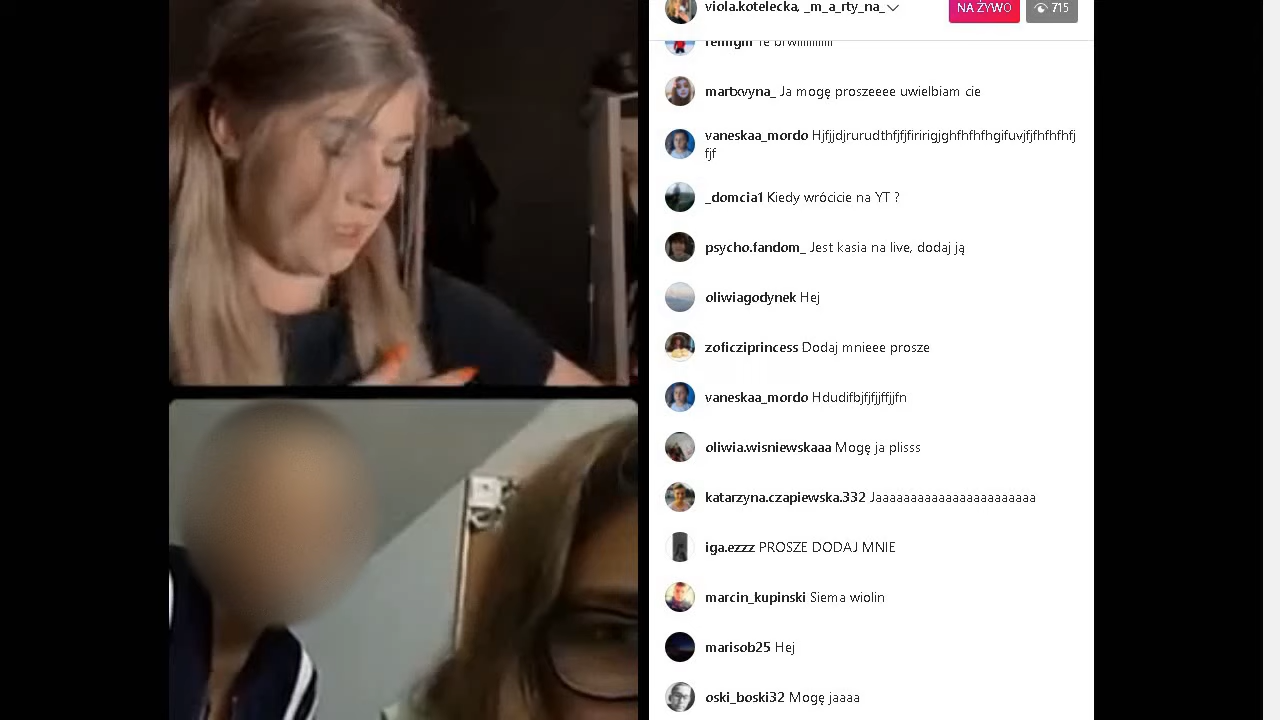 viola.kotelecka, _m_a_rty_na_
NA ŻYWO
715
martxvyna_ Ja mogę proszeeee uwielbiam cie
vaneskaa_mordo Hjfjjdjrurudthfjfjfiririgjghfhfhfhgifuvjfjfhfhfhfj
fjf
_domcia1 Kiedy wrócicie na YT ?
psycho.fandom_ Jest kasia na live, dodaj ją
oliwiagodynek Hej
zoficziprincess Dodaj mnieee prosze
vaneskaa_mordo Hdudifbjfjfjjffjjfn
oliwia.wisniewskaaa Mogę ja plisss
katarzyna.czapiewska.332 Jaaaaaaaaaaaaaaaaaaaaaaa
iga.ezzz PROSZE DODAJ MNIE
marcin_kupinski Siema wiolin
marisob25 Hej
oski_boski32 Mogę jaaaa